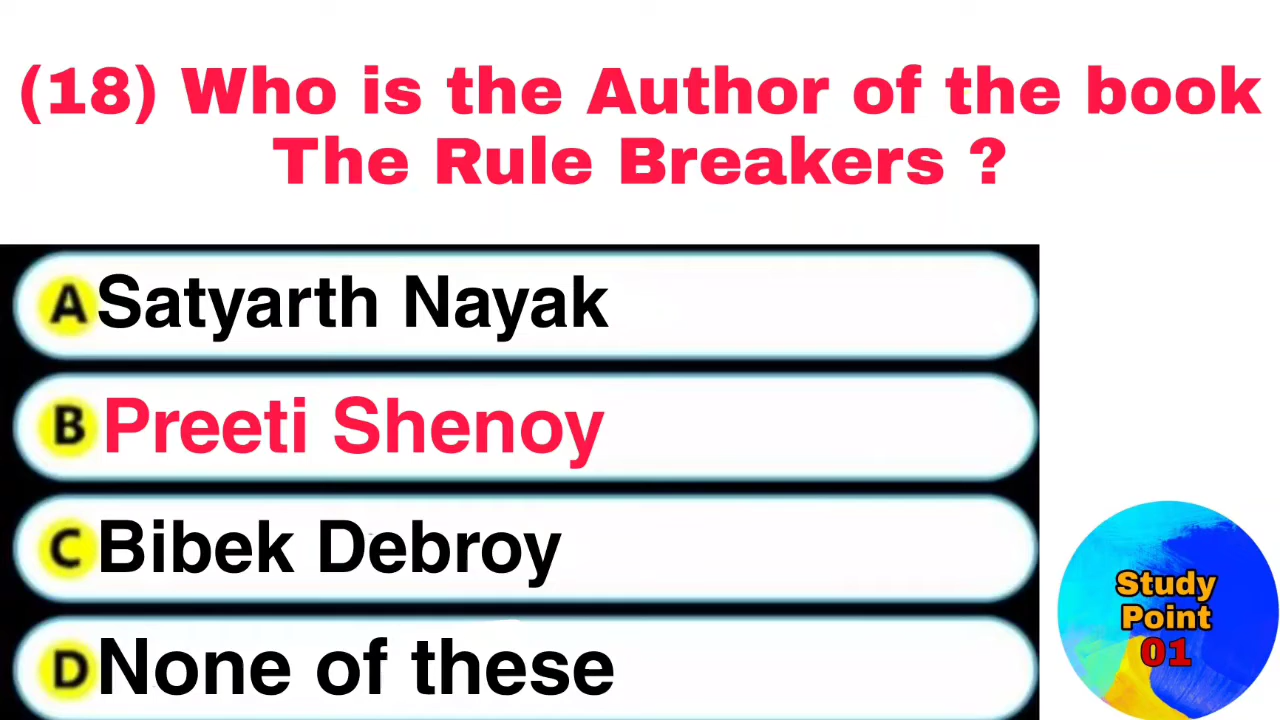 (18) Who is the Author of the book
The Rule Breakers ?
A Satyarth Nayak
B Preeti Shenoy
C Bibek Debroy
D None of these
Study
Point
01